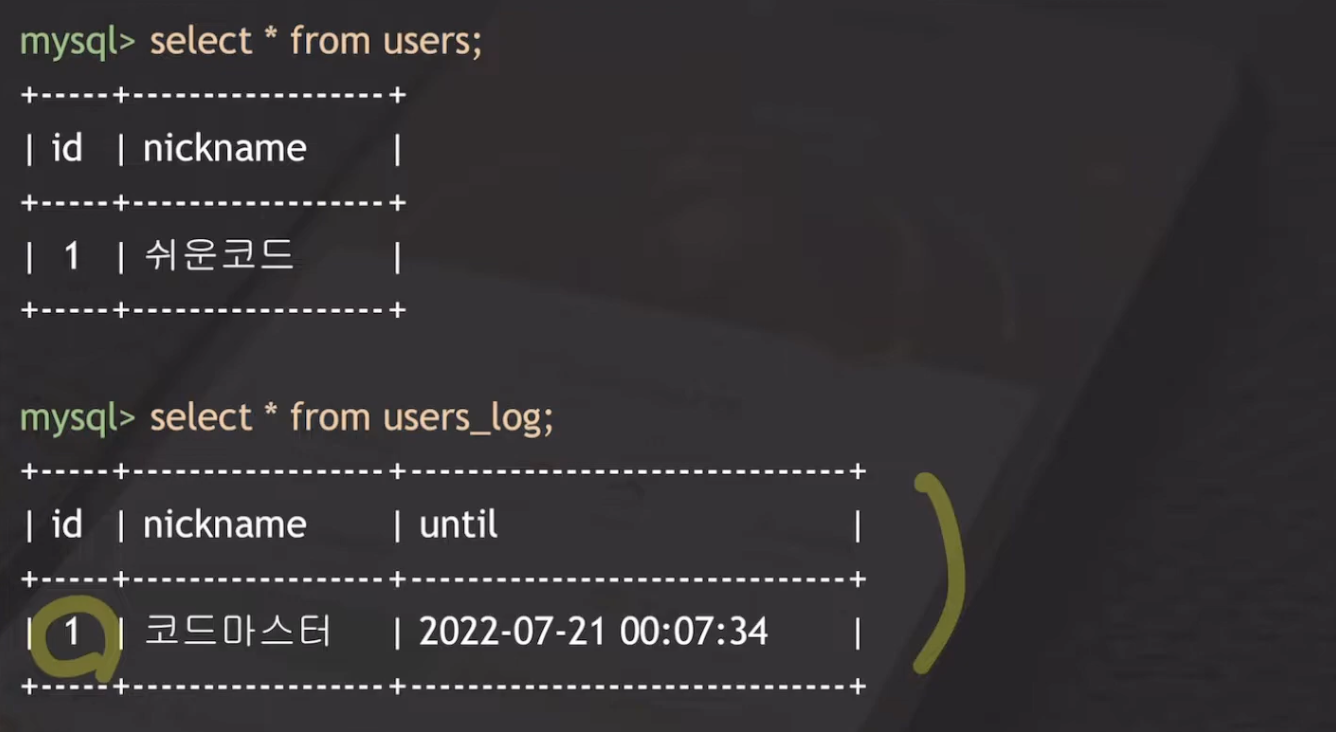 mysql> select * from users;
+-----+-----------------+
| id | nickname |
+-----+-----------------+
| 1 | 쉬운코드 |
+-----+-----------------+
mysql> select * from users_log;
+-----+-----------------+---------------------------+
| id | nickname | until |
+-----+-----------------+---------------------------+
| 1 | 코드마스터 | 2022-07-21 00:07:34 |
+-----+-----------------+---------------------------+